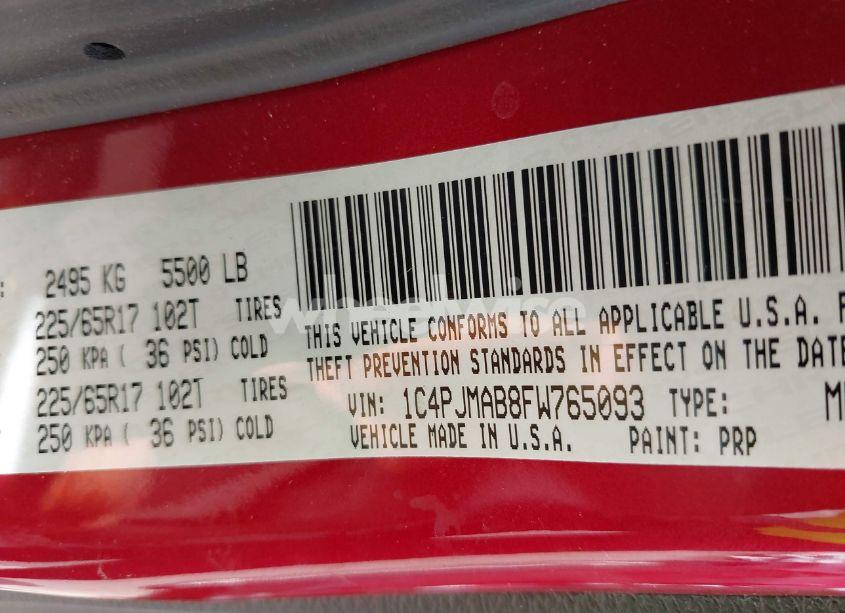 2495 KG 5500 LB
225/65R17 102T TIRES
250 KPA ( 36 PSI) COLD
225/65R17 102T TIRES
250 KPA ( 36 PSI) COLD
THIS VEHICLE CONFORMS TO ALL APPLICABLE U.S.A. F
THEFT PREVENTION STANDARDS IN EFFECT ON THE DATE
VIN: 1C4PJMAB8FW765093 TYPE: M
VEHICLE MADE IN U.S.A. PAINT: PRP
wheelwise